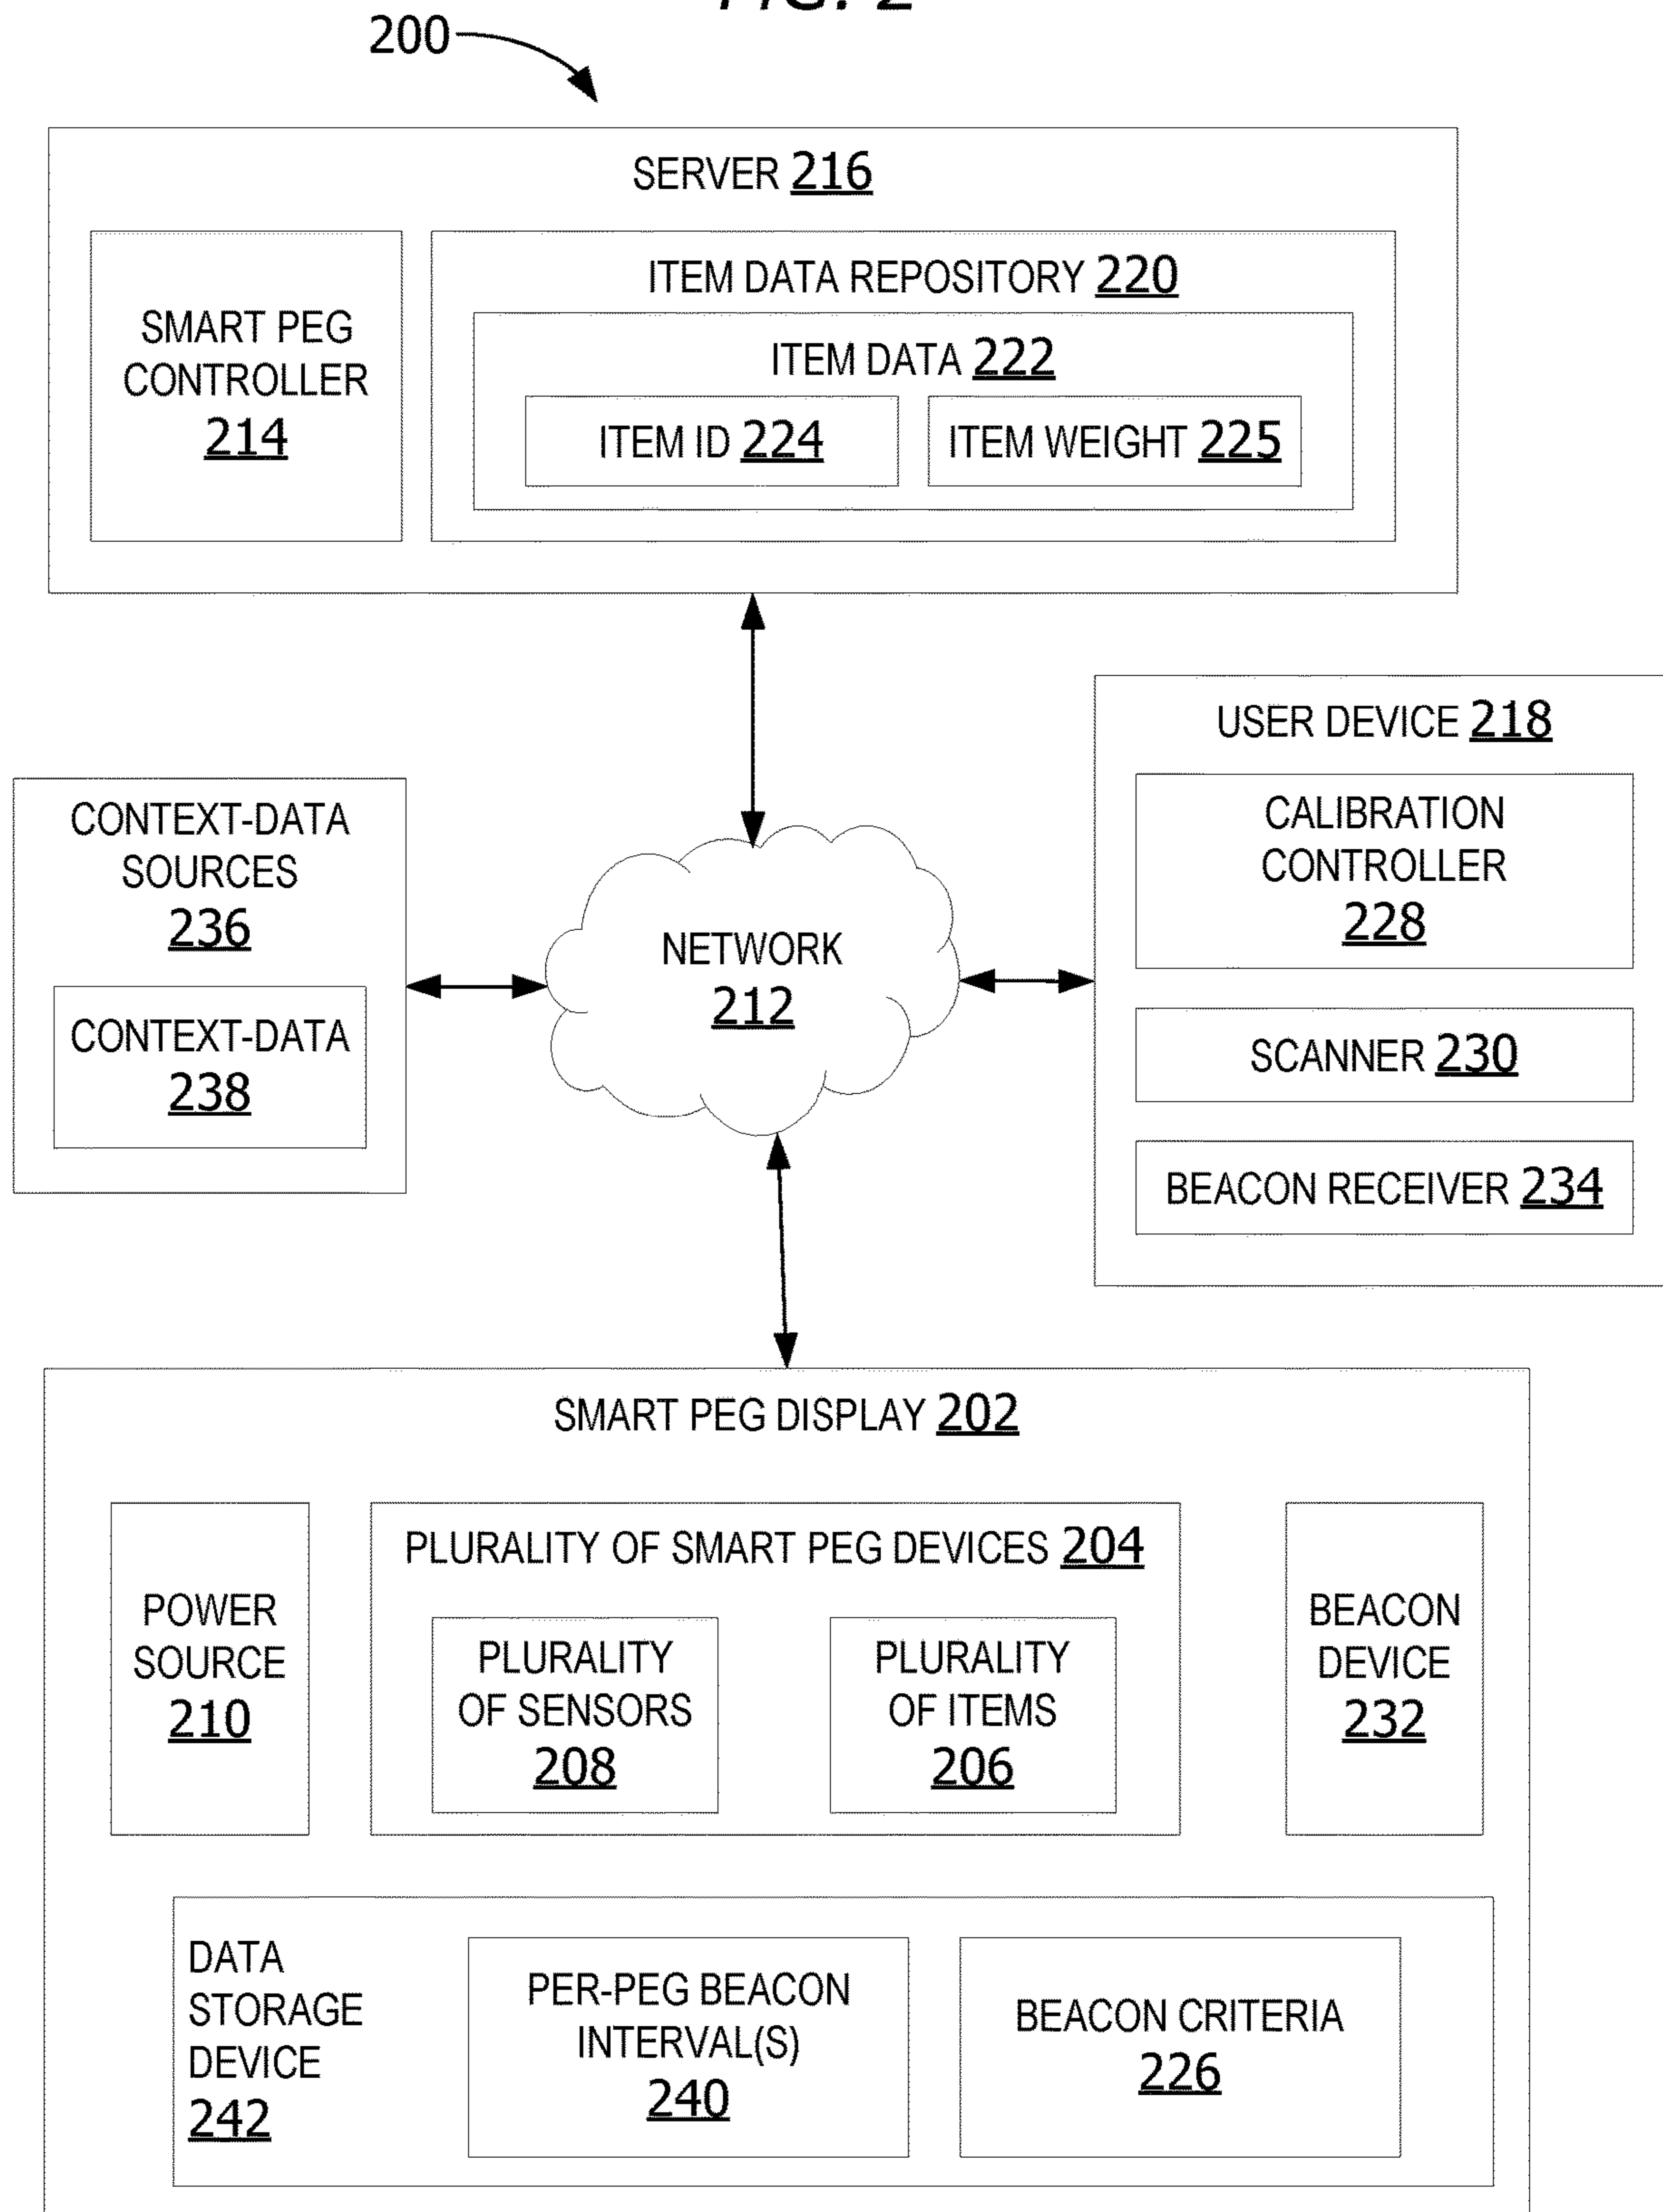 FIG. 2
200
SERVER 216
SMART PEG
CONTROLLER
214
ITEM DATA REPOSITORY 220
ITEM DATA 222
ITEM ID 224
ITEM WEIGHT 225
USER DEVICE 218
CALIBRATION
CONTROLLER
228
SCANNER 230
BEACON RECEIVER 234
CONTEXT-DATA
SOURCES
236
CONTEXT-DATA
238
NETWORK
212
SMART PEG DISPLAY 202
POWER
SOURCE
210
PLURALITY OF SMART PEG DEVICES 204
PLURALITY
OF SENSORS
208
PLURALITY
OF ITEMS
206
BEACON
DEVICE
232
DATA
STORAGE
DEVICE
242
PER-PEG BEACON
INTERVAL(S)
240
BEACON CRITERIA
226